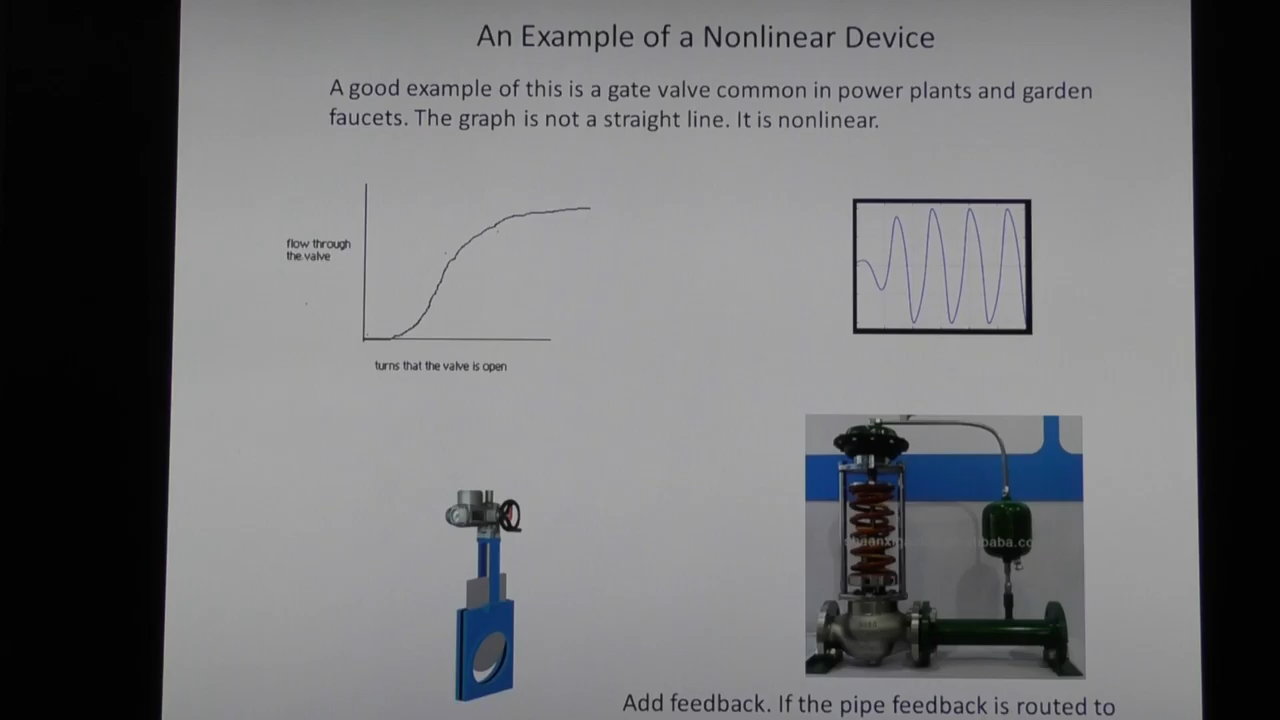 An Example of a Nonlinear Device
A good example of this is a gate valve common in power plants and garden
faucets. The graph is not a straight line. It is nonlinear.
flow through
the valve
turns that the valve is open
Add feedback. If the pipe feedback is routed to